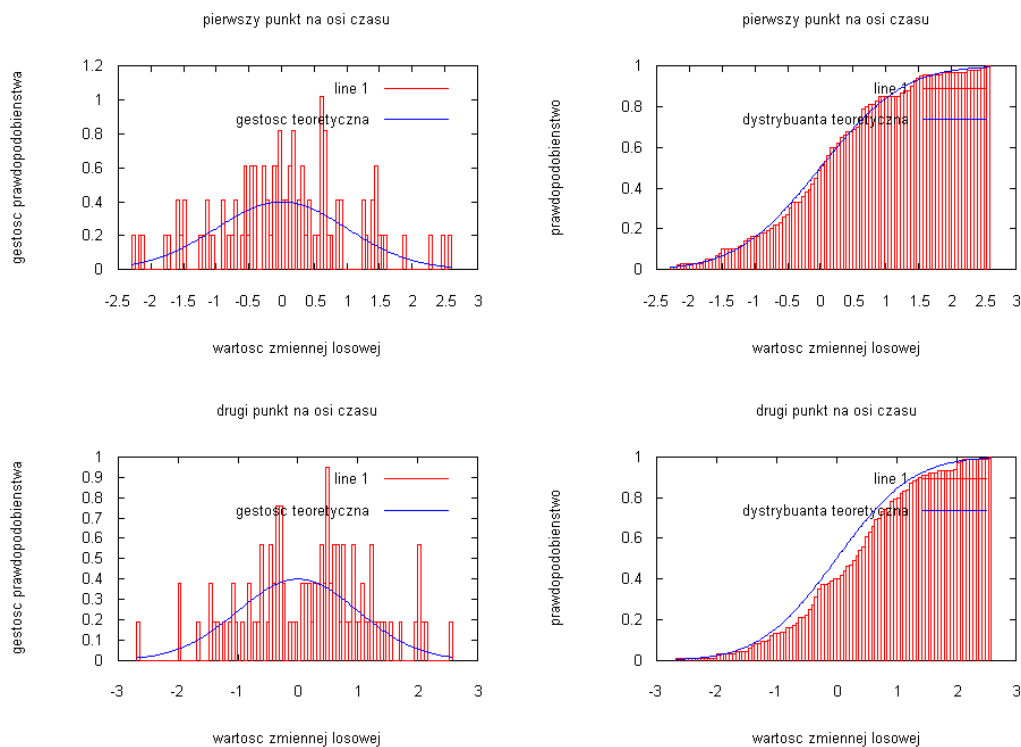 pierwszy punkt na osi czasu
gestosc prawdopodobienstwa
1.2
1
0.8
0.6
0.4
0.2
0
line 1
gestosc teoretyczna
-2.5 -2 -1.5 -1 -0.5 0 0.5 1 1.5 2 2.5 3
wartosc zmiennej losowej
pierwszy punkt na osi czasu
prawdopodobienstwo
1
0.8
0.6
0.4
0.2
0
line 1
dystrybuanta teoretyczna
-2.5 -2 -1.5 -1 -0.5 0 0.5 1 1.5 2 2.5 3
wartosc zmiennej losowej
drugi punkt na osi czasu
gestosc prawdopodobienstwa
1
0.9
0.8
0.7
0.6
0.5
0.4
0.3
0.2
0.1
0
line 1
gestosc teoretyczna
-3 -2 -1 0 1 2 3
wartosc zmiennej losowej
drugi punkt na osi czasu
prawdopodobienstwo
1
0.8
0.6
0.4
0.2
0
line 1
dystrybuanta teoretyczna
-3 -2 -1 0 1 2 3
wartosc zmiennej losowej